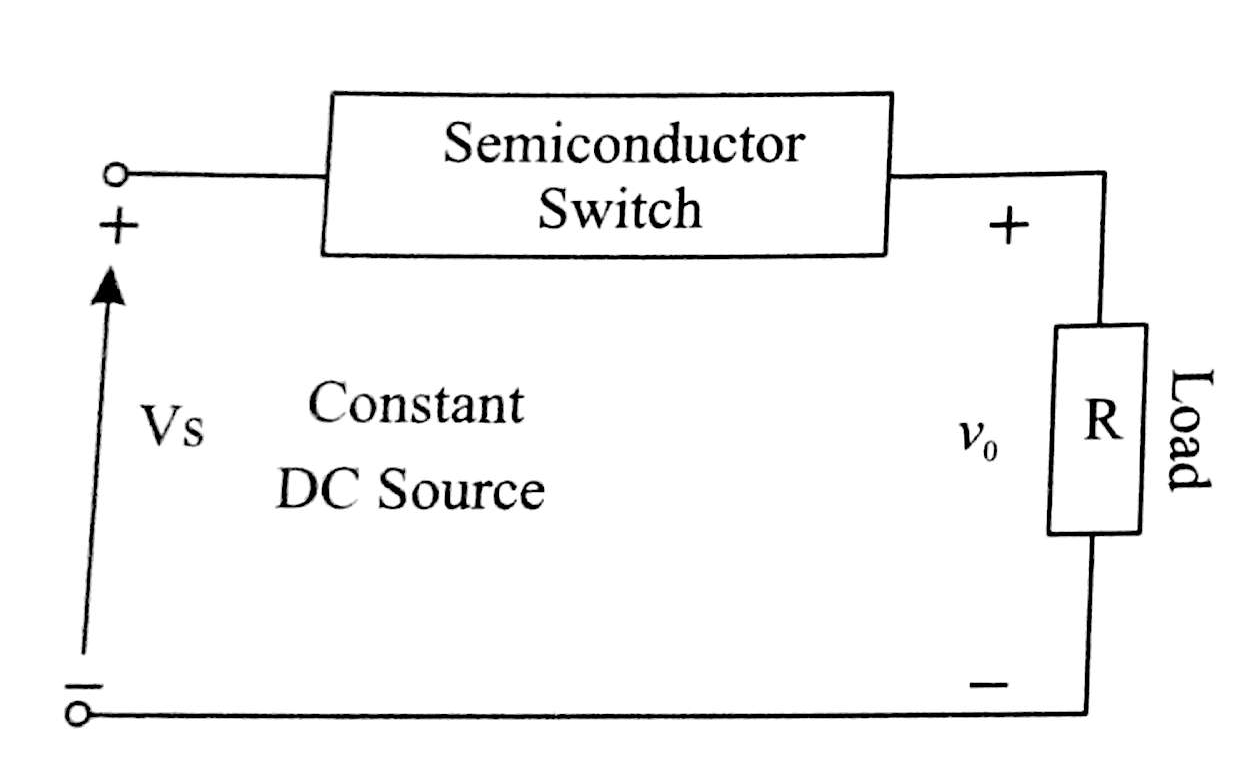 Semiconductor
Switch
+
+
Vs
Constant
DC Source
v₀
R
Load
−
−